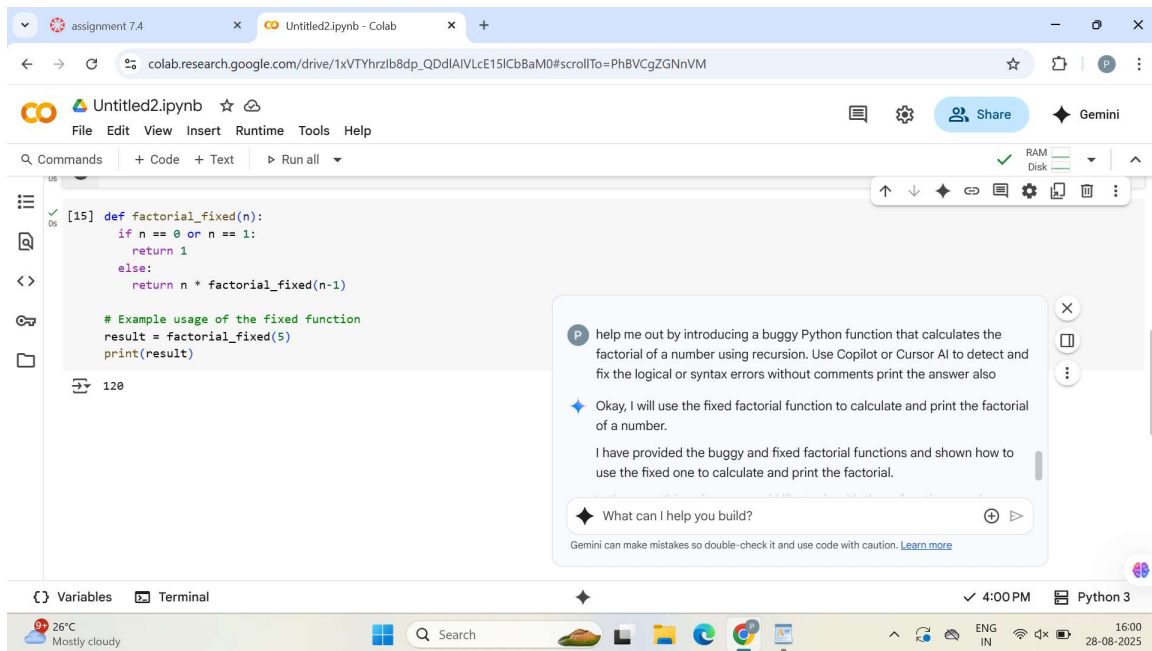 assignment 7.4
Untitled2.ipynb - Colab
colab.research.google.com/drive/1xVTYhrzIb8dp_QDdlAIVLcE15lCbBaM0#scrollTo=PhBVCgZGNnVM
P
CO
Untitled2.ipynb
File Edit View Insert Runtime Tools Help
Share
Gemini
Commands + Code + Text Run all
RAM
Disk
0s
[15] def factorial_fixed(n):
0s
if n == 0 or n == 1:
return 1
else:
return n * factorial_fixed(n-1)
# Example usage of the fixed function
result = factorial_fixed(5)
print(result)
120
P
help me out by introducing a buggy Python function that calculates the
factorial of a number using recursion. Use Copilot or Cursor AI to detect and
fix the logical or syntax errors without comments print the answer also
Okay, I will use the fixed factorial function to calculate and print the factorial
of a number.
I have provided the buggy and fixed factorial functions and shown how to
use the fixed one to calculate and print the factorial.
What can I help you build?
Gemini can make mistakes so double-check it and use code with caution. Learn more
{} Variables Terminal
4:00 PM Python 3
9+
26°C
Mostly cloudy
Search
ENG
IN
16:00
28-08-2025